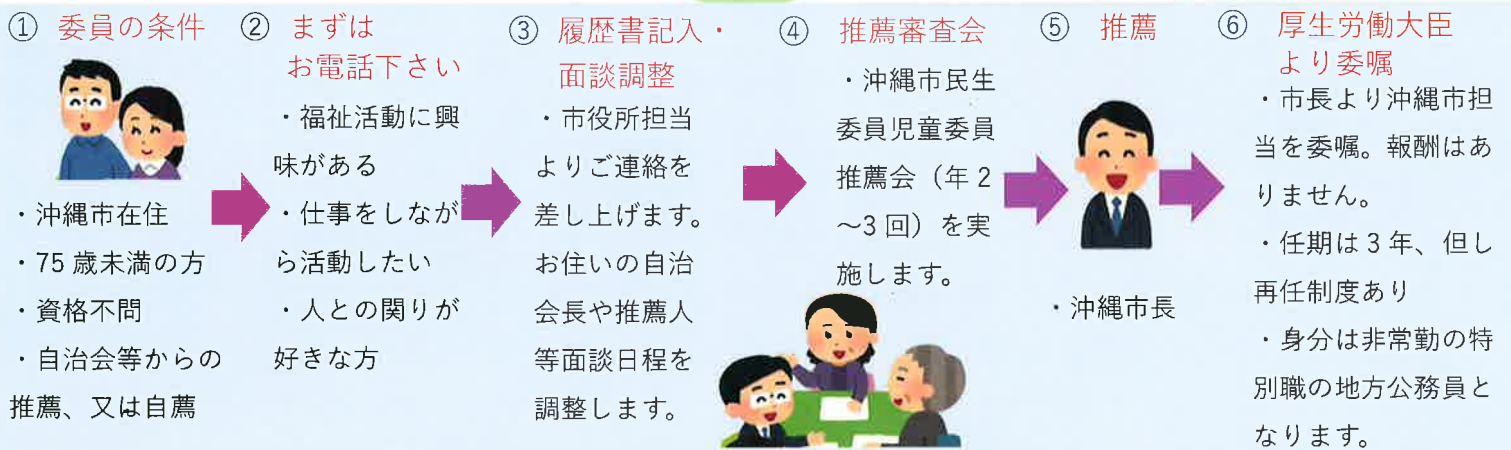 ① 委員の条件
・沖縄市在住
・75歳未満の方
・資格不問
・自治会等からの
推薦、又は自薦
② まずは
お電話下さい
・福祉活動に興
味がある
・仕事をしなが
ら活動したい
・人との関りが
好きな方
③ 履歴書記入・
面談調整
・市役所担当
よりご連絡を
差し上げます。
お住いの自治
会長や推薦人
等面談日程を
調整します。
④ 推薦審査会
・沖縄市民生
委員児童委員
推薦会（年2
～3回）を実
施します。
⑤ 推薦
・沖縄市長
⑥ 厚生労働大臣
より委嘱
・市長より沖縄市担
当を委嘱。報酬はあ
りません。
・任期は3年、但し
再任制度あり
・身分は非常勤の特
別職の地方公務員と
なります。